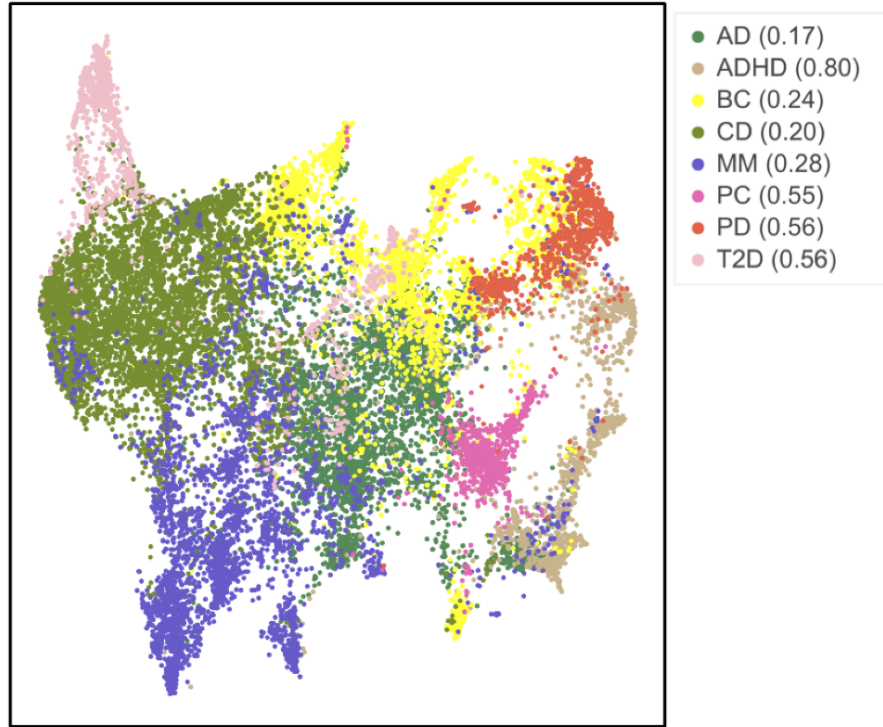 AD (0.17)
ADHD (0.80)
BC (0.24)
CD (0.20)
MM (0.28)
PC (0.55)
PD (0.56)
T2D (0.56)